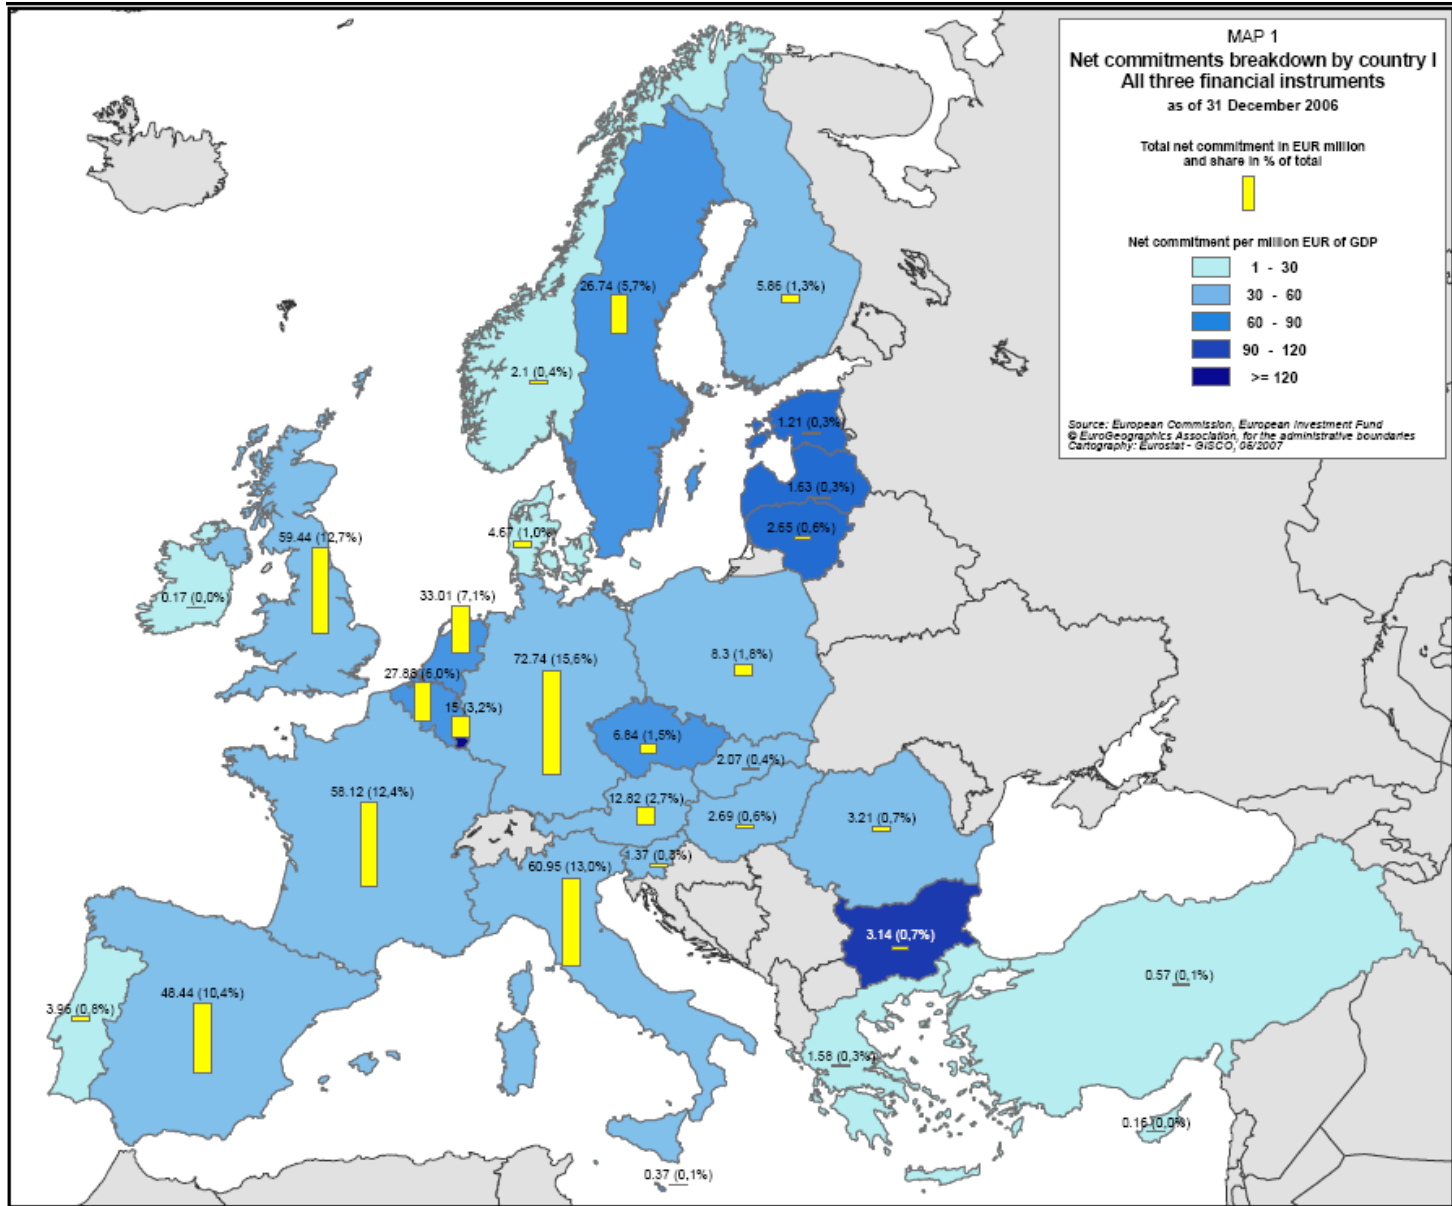 MAP 1
Net commitments breakdown by country I
All three financial instruments
as of 31 December 2006
Total net commitment in EUR million
and share in % of total
Net commitment per million EUR of GDP
1 - 30
30 - 60
60 - 90
90 - 120
>= 120
Source: European Commission, European Investment Fund
© EuroGeographics Association, for the administrative boundaries
Cartography: Eurostat - GISCO, 06/2007
26.74 (5,7%)
5.86 (1,3%)
2.1 (0,4%)
1.21 (0,3%)
1.63 (0,3%)
2.65 (0,6%)
4.67 (1,0%)
59.44 (12,7%)
0.17 (0,0%)
33.01 (7,1%)
72.74 (15,6%)
8.3 (1,8%)
27.88 (6,0%)
15 (3,2%)
6.84 (1,5%)
2.07 (0,4%)
58.12 (12,4%)
12.82 (2,7%)
2.69 (0,6%)
3.21 (0,7%)
1.37 (0,3%)
60.95 (13,0%)
3.14 (0,7%)
0.57 (0,1%)
48.44 (10,4%)
3.96 (0,8%)
1.58 (0,3%)
0.16 (0,0%)
0.37 (0,1%)